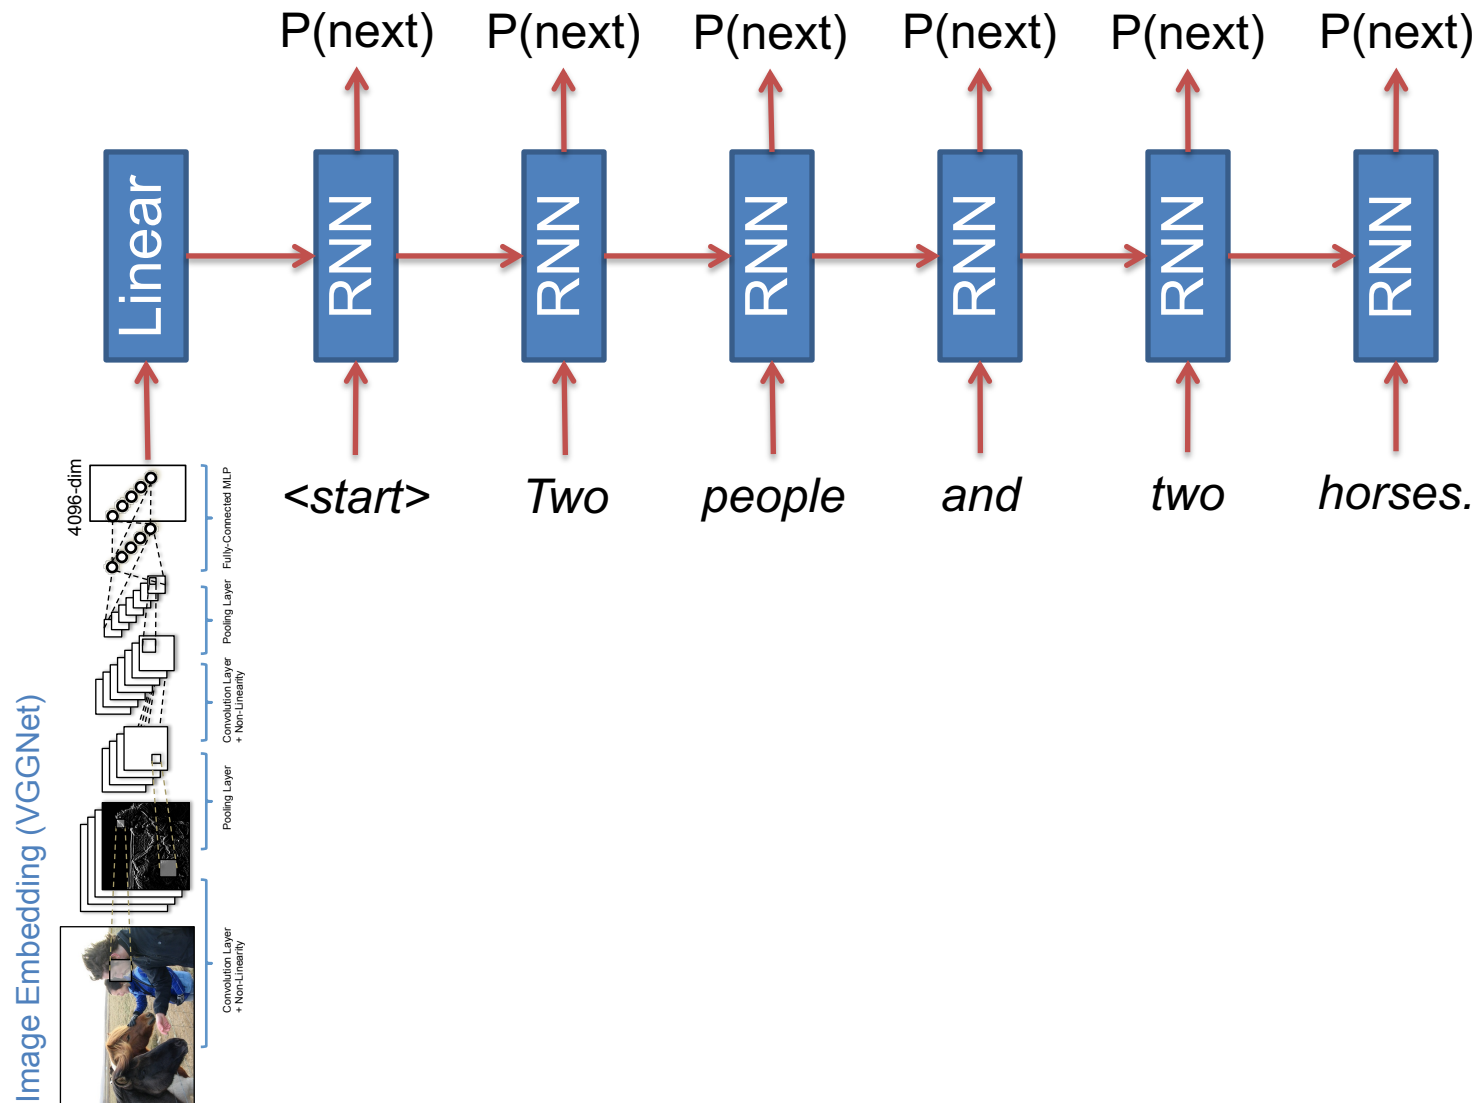 P(next) P(next) P(next) P(next) P(next) P(next)
Linear RNN RNN RNN RNN RNN RNN
<start> Two people and two horses.
4096-dim
Fully-Connected MLP
Pooling Layer
Convolution Layer
+ Non-Linearity
Pooling Layer
Convolution Layer
+ Non-Linearity
Image Embedding (VGGNet)